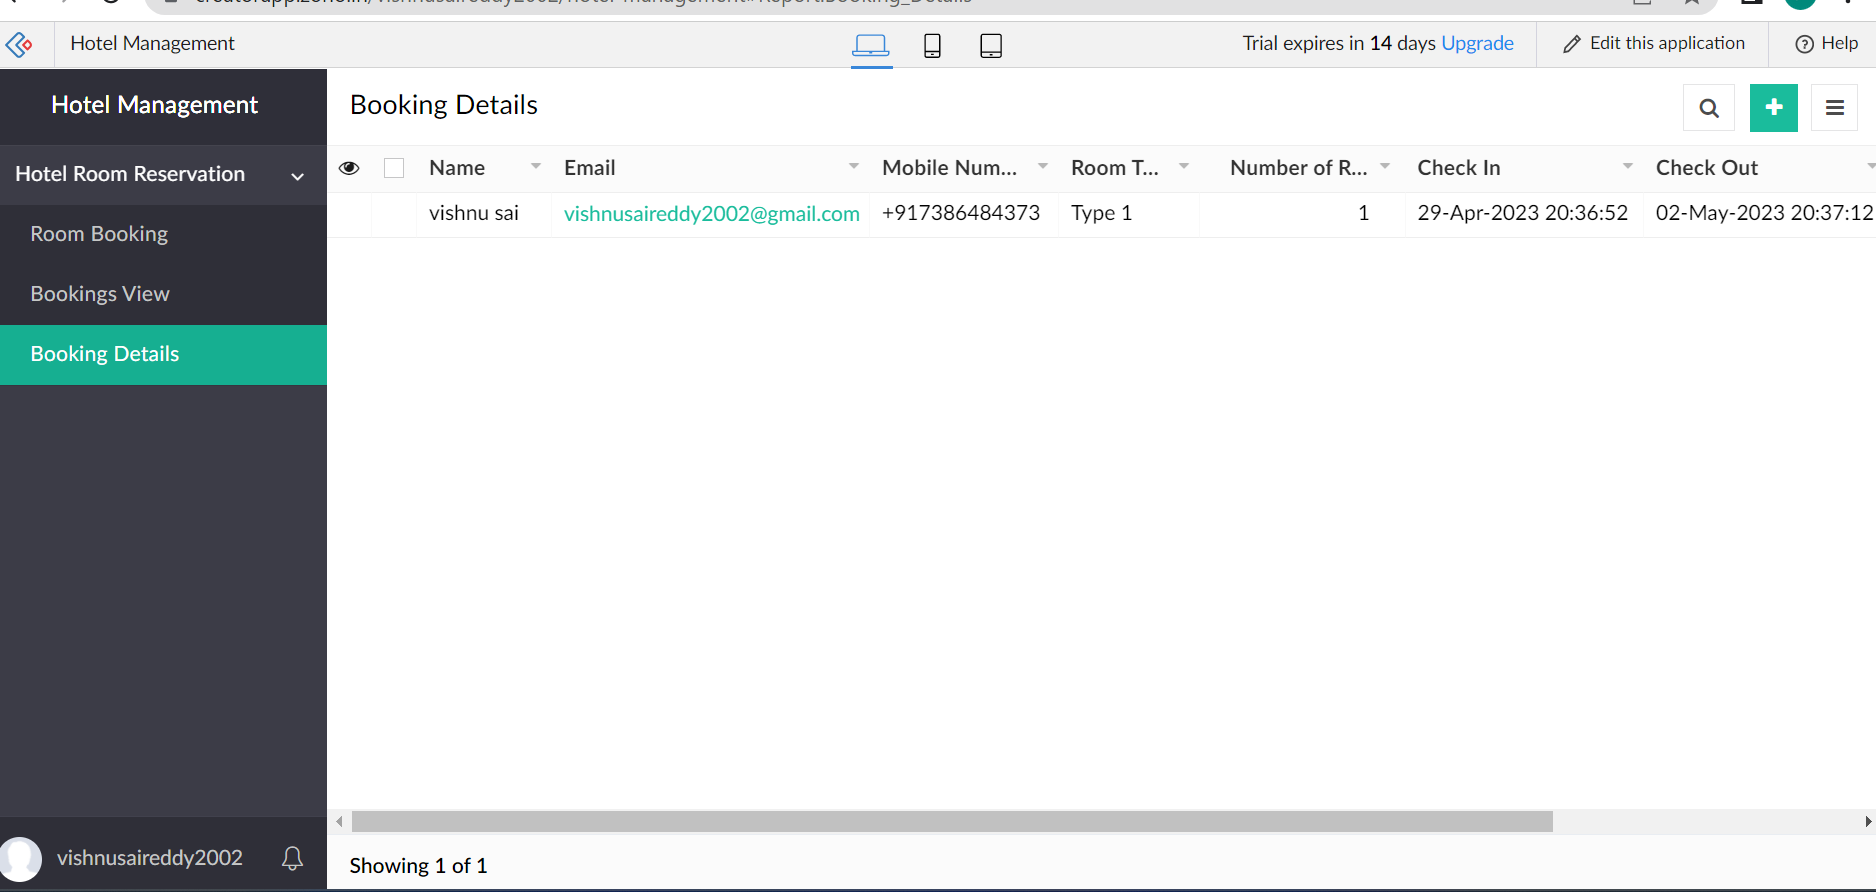 Hotel Management
Trial expires in 14 days Upgrade
Edit this application
Help
Hotel Management
Hotel Room Reservation
Room Booking
Bookings View
Booking Details
vishnusaireddy2002
Booking Details
Name Email Mobile Num... Room T... Number of R... Check In Check Out
vishnu sai vishnusaireddy2002@gmail.com +917386484373 Type 1 1 29-Apr-2023 20:36:52 02-May-2023 20:37:12
Showing 1 of 1